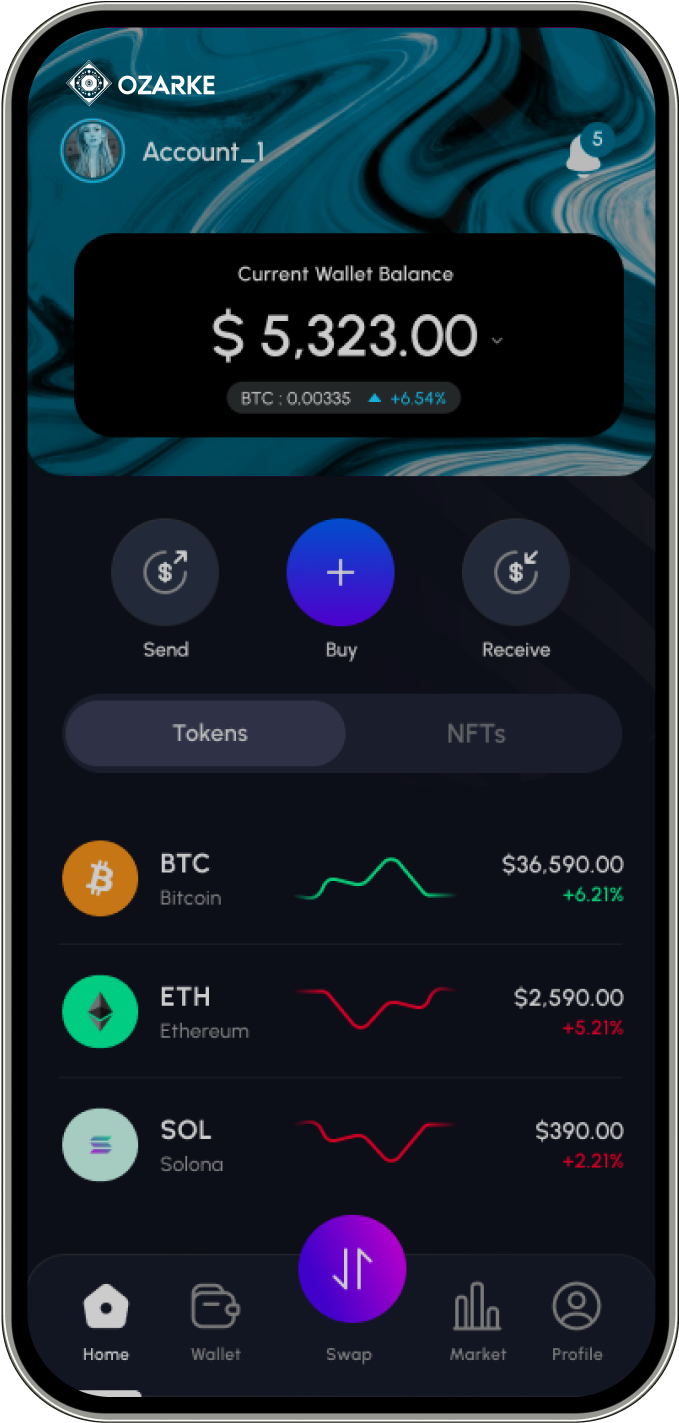 OZARKE
Account_1
5
Current Wallet Balance
$ 5,323.00
BTC : 0,00335 +6.54%
Send Buy Receive
Tokens NFTs
BTC $36,590.00
Bitcoin +6.21%
ETH $2,590.00
Ethereum +5.21%
SOL $390.00
Solona +2.21%
Home Wallet Swap Market Profile